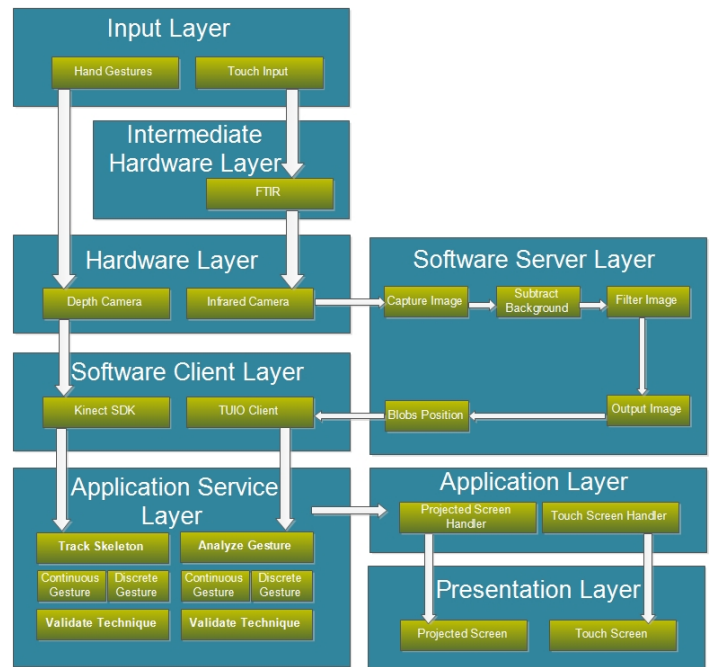 Input Layer
Hand Gestures
Touch Input
Intermediate
Hardware Layer
FTIR
Hardware Layer
Depth Camera
Infrared Camera
Software Server Layer
Capture Image
Subtract
Background
Filter Image
Output Image
Blobs Position
Software Client Layer
Kinect SDK
TUIO Client
Application Service
Layer
Track Skeleton
Analyze Gesture
Continuous
Gesture
Discrete
Gesture
Continuous
Gesture
Discrete
Gesture
Validate Technique
Validate Technique
Application Layer
Projected Screen
Handler
Touch Screen Handler
Presentation Layer
Projected Screen
Touch Screen